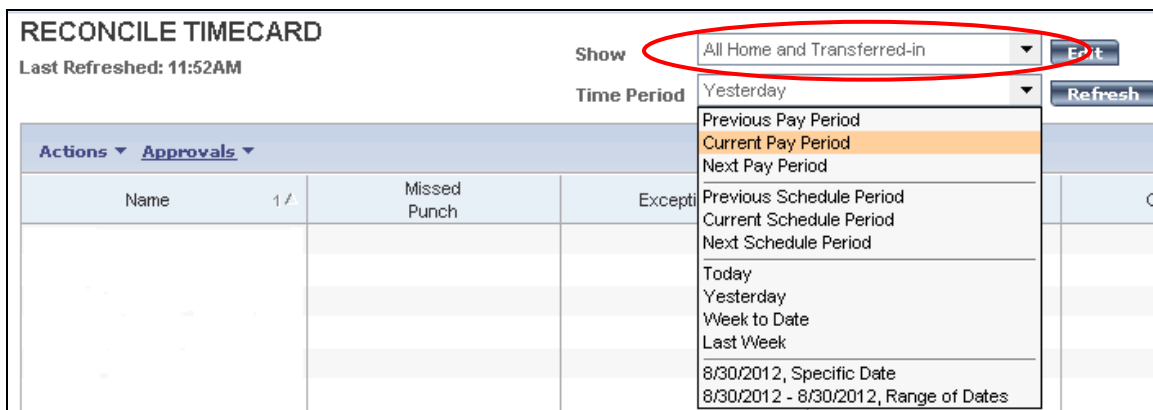 RECONCILE TIMECARD
Last Refreshed: 11:52AM
Show All Home and Transferred-in Edit
Time Period Yesterday Refresh
Previous Pay Period
Current Pay Period
Next Pay Period
Previous Schedule Period
Current Schedule Period
Next Schedule Period
Today
Yesterday
Week to Date
Last Week
8/30/2012, Specific Date
8/30/2012 - 8/30/2012, Range of Dates
Actions Approvals
Name 1
Missed
Punch
Excepti